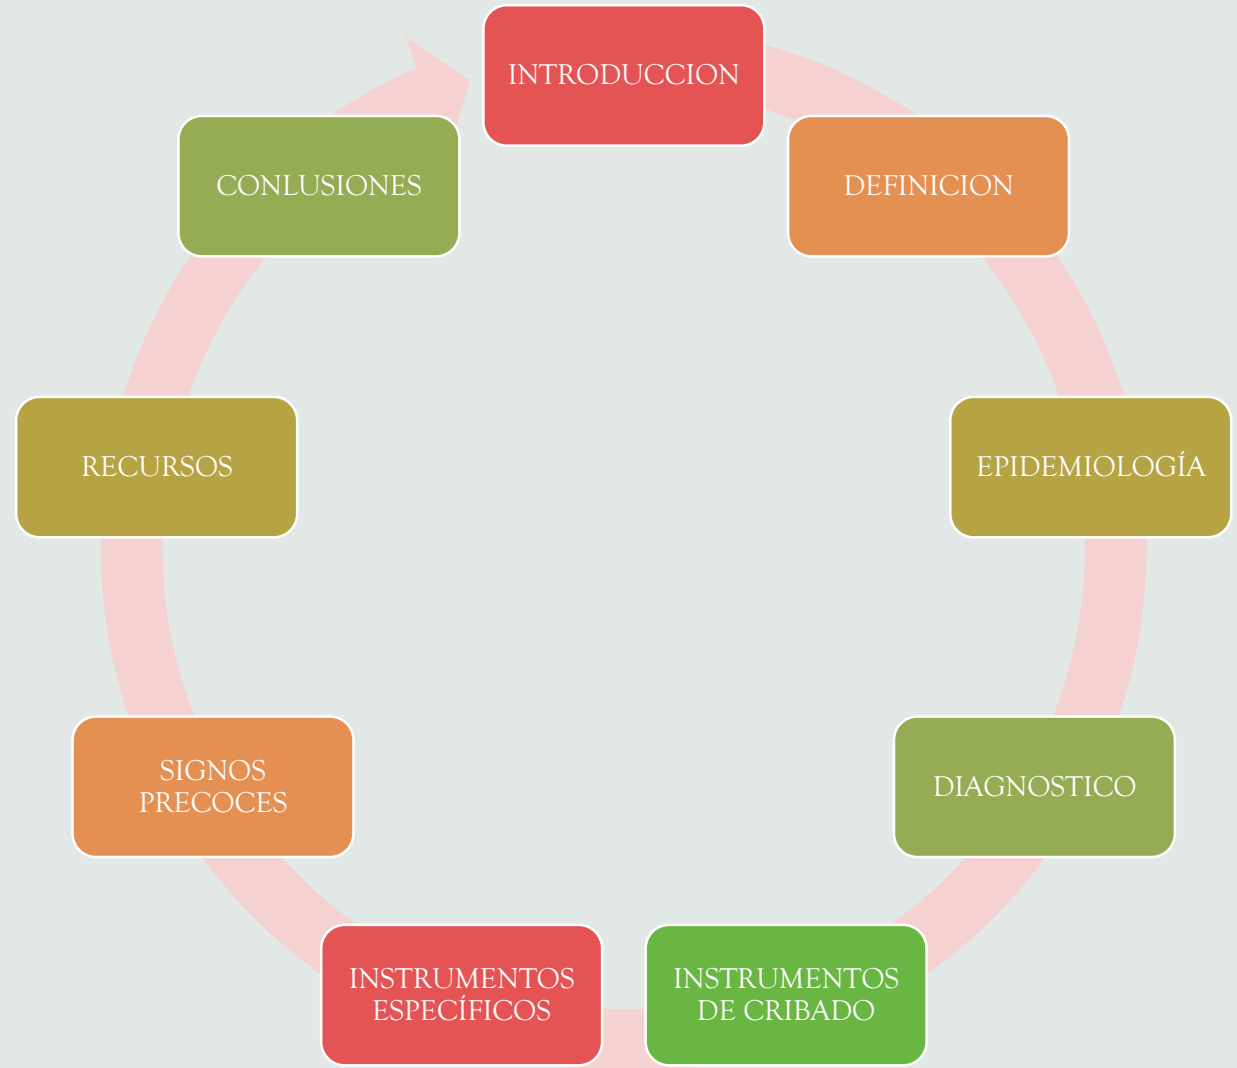 INTRODUCCION
DEFINICION
EPIDEMIOLOGÍA
DIAGNOSTICO
INSTRUMENTOS
DE CRIBADO
INSTRUMENTOS
ESPECÍFICOS
SIGNOS
PRECOCES
RECURSOS
CONLUSIONES